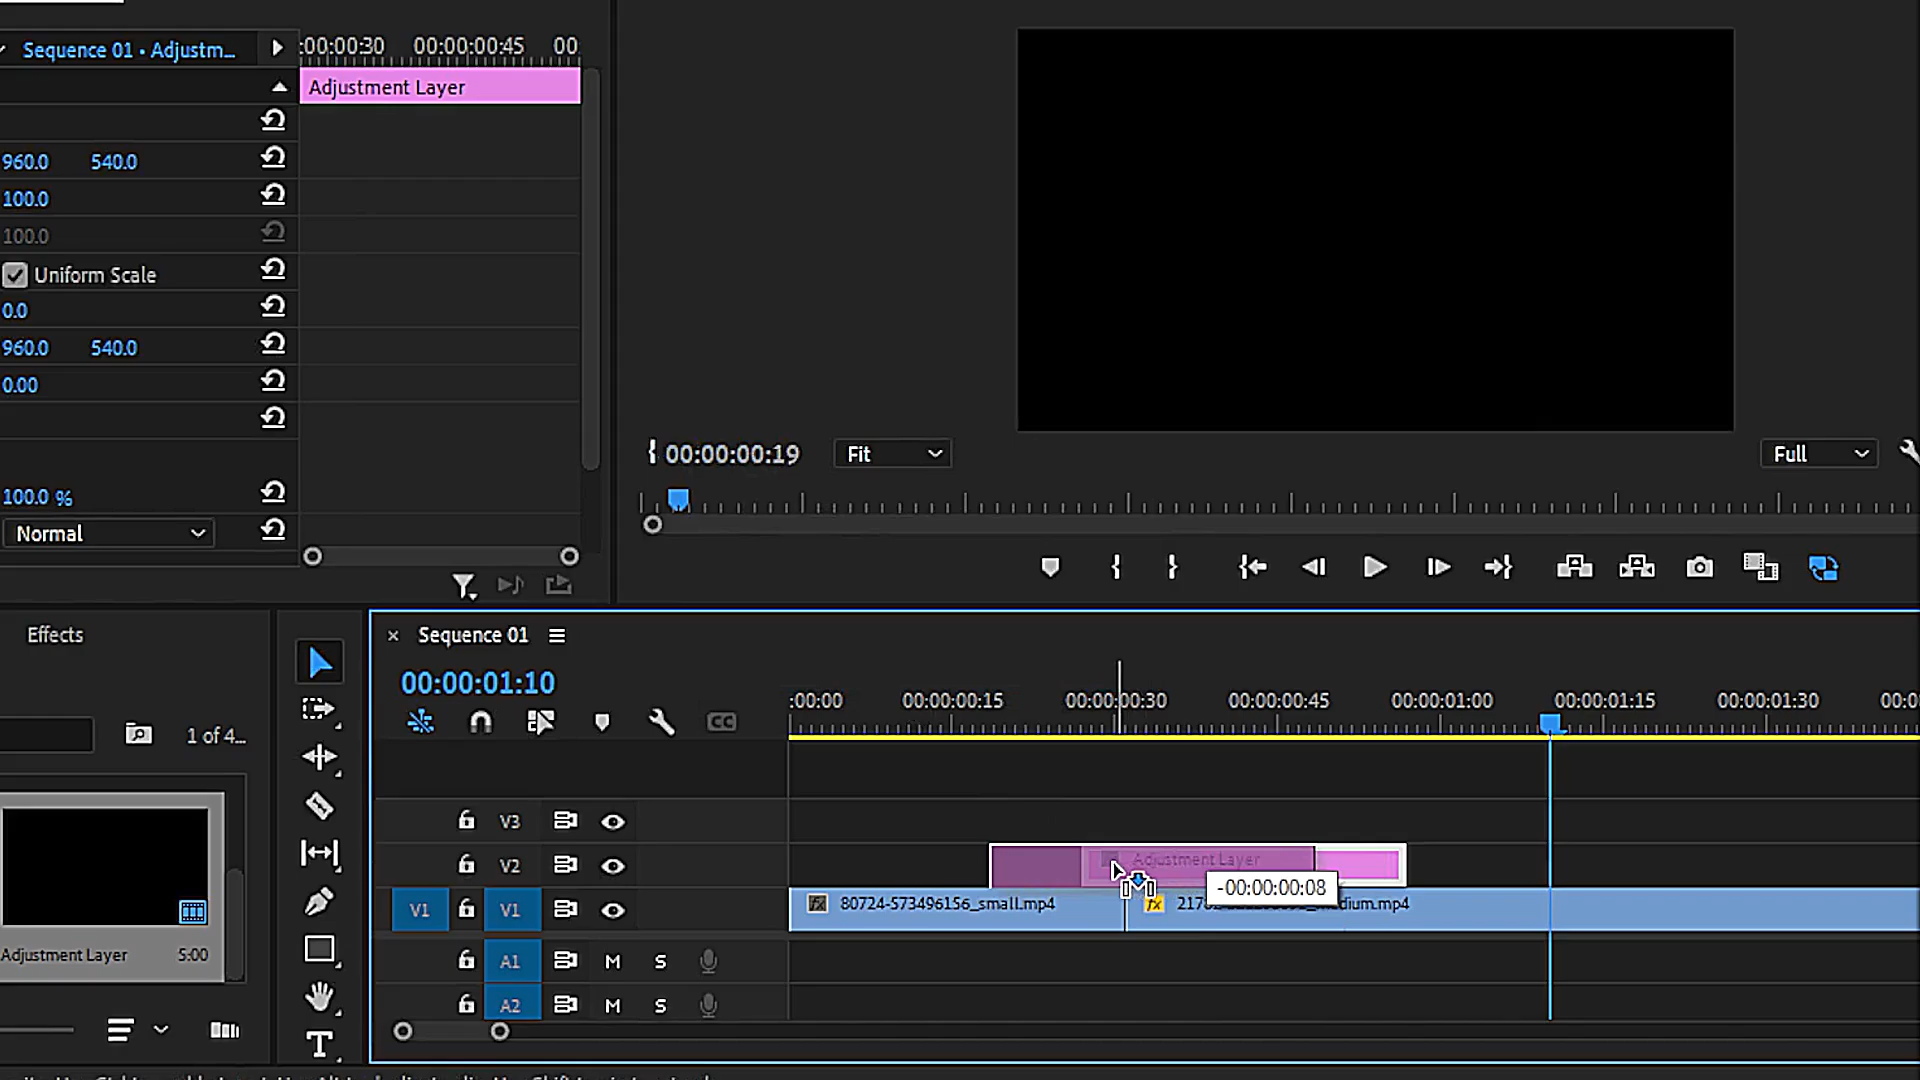 Sequence 01 • Adjustm...
:00:00:30 00:00:00:45 00
Adjustment Layer
960.0 540.0
100.0
100.0
Uniform Scale
0.0
960.0 540.0
0.00
100.0 %
Normal
00:00:00:19 Fit Full
Effects
Sequence 01
00:00:01:10
:00:00 00:00:00:15 00:00:00:30 00:00:00:45 00:00:01:00 00:00:01:15 00:00:01:30 00:0
CC
1 of 4...
V3
V2 Adjustment Layer
-00:00:00:08
V1 V1 fx 80724-573496156_small.mp4 fx
Adjustment Layer 5:00
A1 M S
A2 M S
T